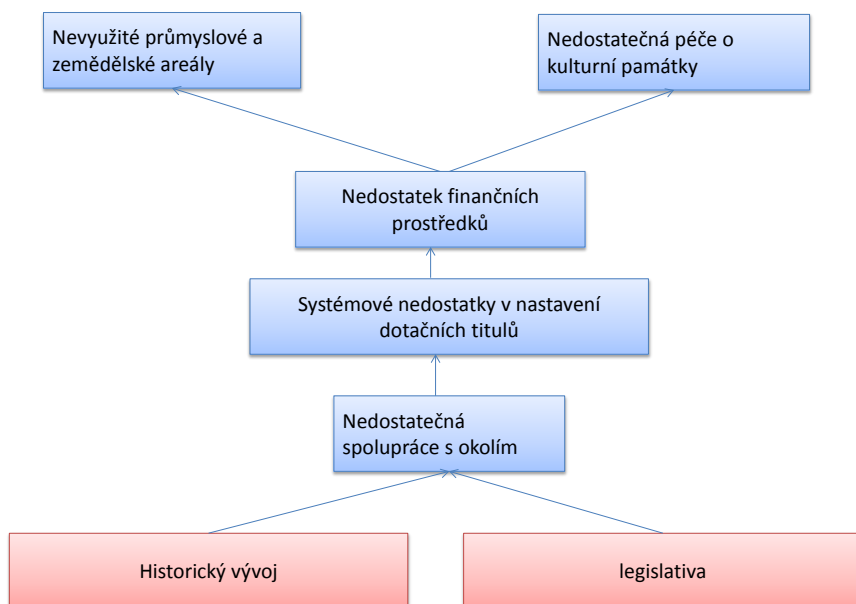 Nevyužité průmyslové a
zemědělské areály
Nedostatečná péče o
kulturní památky
Nedostatek finančních
prostředků
Systémové nedostatky v nastavení
dotačních titulů
Nedostatečná
spolupráce s okolím
Historický vývoj
legislativa